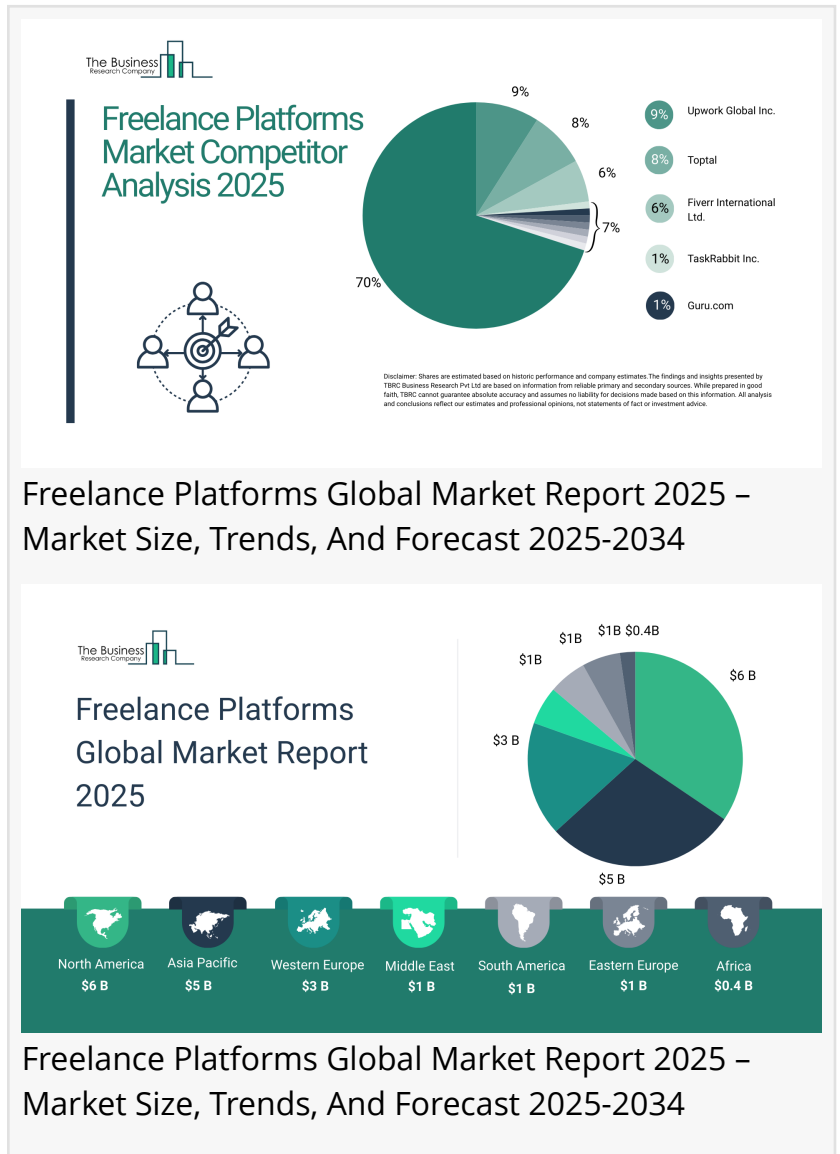 The Business
Research Company
Freelance Platforms
Market Competitor
Analysis 2025
9%
8%
6%
7%
70%
9% Upwork Global Inc.
8% Toptal
6% Fiverr International
Ltd.
1% TaskRabbit Inc.
1% Guru.com
Disclaimer: Shares are estimated based on historic performance and company estimates.The findings and insights presented by
TBRC Business Research Pvt Ltd are based on information from reliable primary and secondary sources. While prepared in good
faith, TBRC cannot guarantee absolute accuracy and assumes no liability for decisions made based on this information. All analysis
and conclusions reflect our estimates and professional opinions, not statements of fact or investment advice.
Freelance Platforms Global Market Report 2025 –
Market Size, Trends, And Forecast 2025-2034
The Business
Research Company
Freelance Platforms
Global Market Report
2025
$1B $0.4B
$1B
$1B
$6 B
$3 B
$5 B
North America
$6 B
Asia Pacific
$5 B
Western Europe
$3 B
Middle East
$1 B
South America
$1 B
Eastern Europe
$1 B
Africa
$0.4 B
Freelance Platforms Global Market Report 2025 –
Market Size, Trends, And Forecast 2025-2034